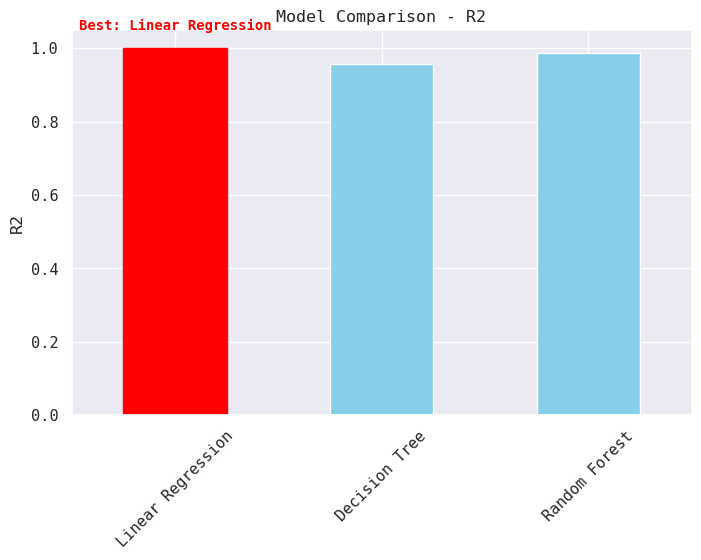 Model Comparison - R2
Best: Linear Regression
R2
1.0
0.8
0.6
0.4
0.2
0.0
Linear Regression
Decision Tree
Random Forest